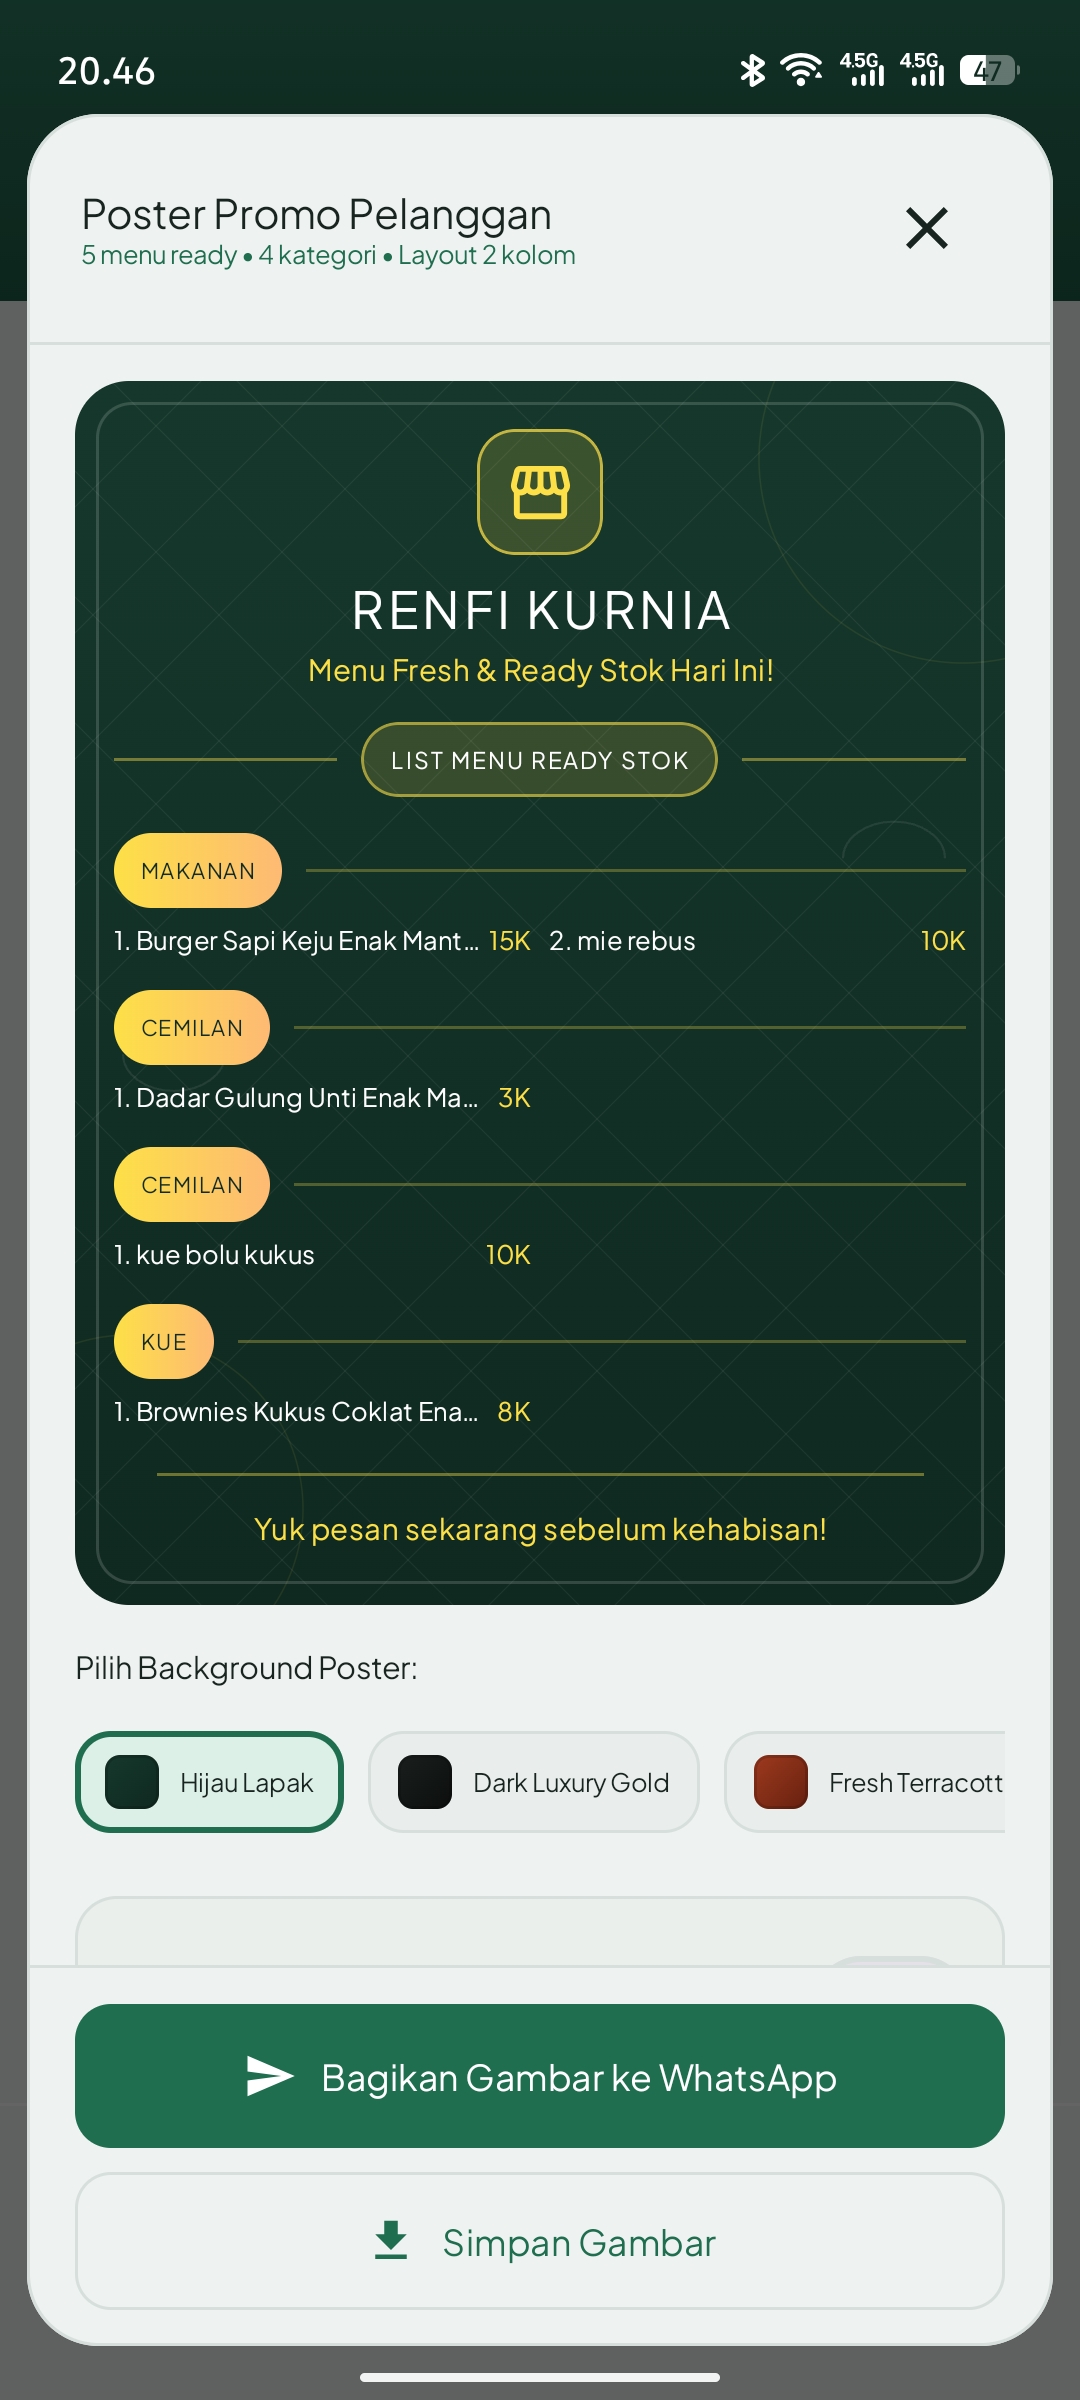 20.46
4.5G 4.5G 47
Poster Promo Pelanggan
5 menu ready • 4 kategori • Layout 2 kolom
RENFI KURNIA
Menu Fresh & Ready Stok Hari Ini!
LIST MENU READY STOK
MAKANAN
1. Burger Sapi Keju Enak Mant... 15K 2. mie rebus 10K
CEMILAN
1. Dadar Gulung Unti Enak Ma... 3K
CEMILAN
1. kue bolu kukus 10K
KUE
1. Brownies Kukus Coklat Ena... 8K
Yuk pesan sekarang sebelum kehabisan!
Pilih Background Poster:
Hijau Lapak Dark Luxury Gold Fresh Terracott
Bagikan Gambar ke WhatsApp
Simpan Gambar